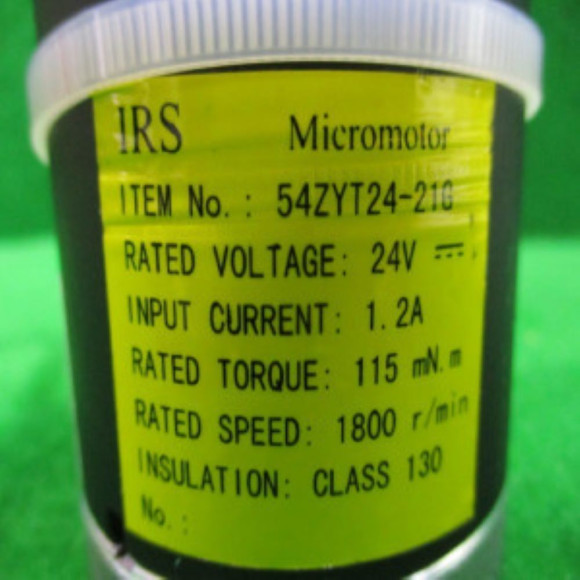 IRS Micromotor
ITEM No.: 54ZYT24-21G
RATED VOLTAGE: 24V ⎓
INPUT CURRENT: 1.2A
RATED TORQUE: 115 mN.m
RATED SPEED: 1800 r/min
INSULATION: CLASS 130
No.: